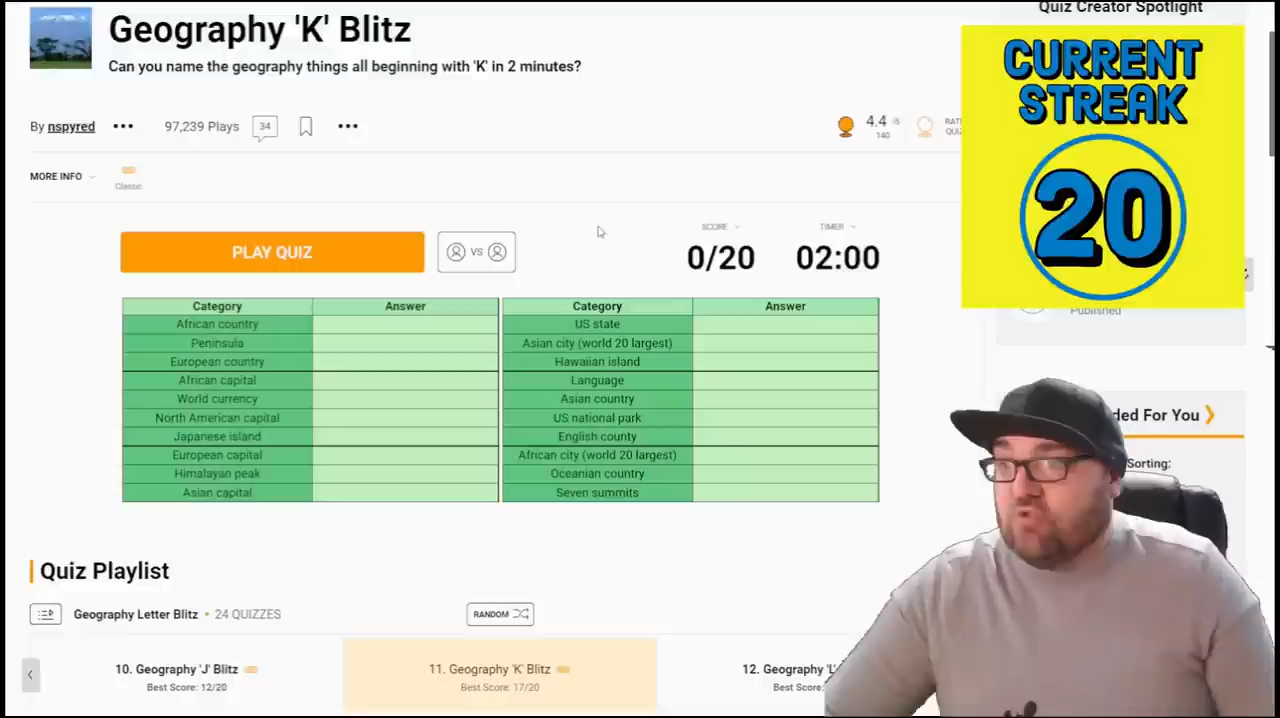 Geography 'K' Blitz
Can you name the geography things all beginning with 'K' in 2 minutes?
By nspyred ••• 97,239 Plays 34 •••
4.4 /5
140
MORE INFO
Classic
Quiz Creator Spotlight
CURRENT
STREAK
20
PLAY QUIZ
VS
SCORE
0/20
TIMER
02:00
Published
Category Answer Category Answer
African country US state
Peninsula Asian city (world 20 largest)
European country Hawaiian island
African capital Language
World currency Asian country
North American capital US national park
Japanese island English county
European capital African city (world 20 largest)
Himalayan peak Oceanian country
Asian capital Seven summits
For You
Sorting:
Quiz Playlist
Geography Letter Blitz • 24 QUIZZES
RANDOM
10. Geography 'J' Blitz
Best Score: 12/20
11. Geography 'K' Blitz
Best Score: 17/20
12. Geography 'L'
Best Score: